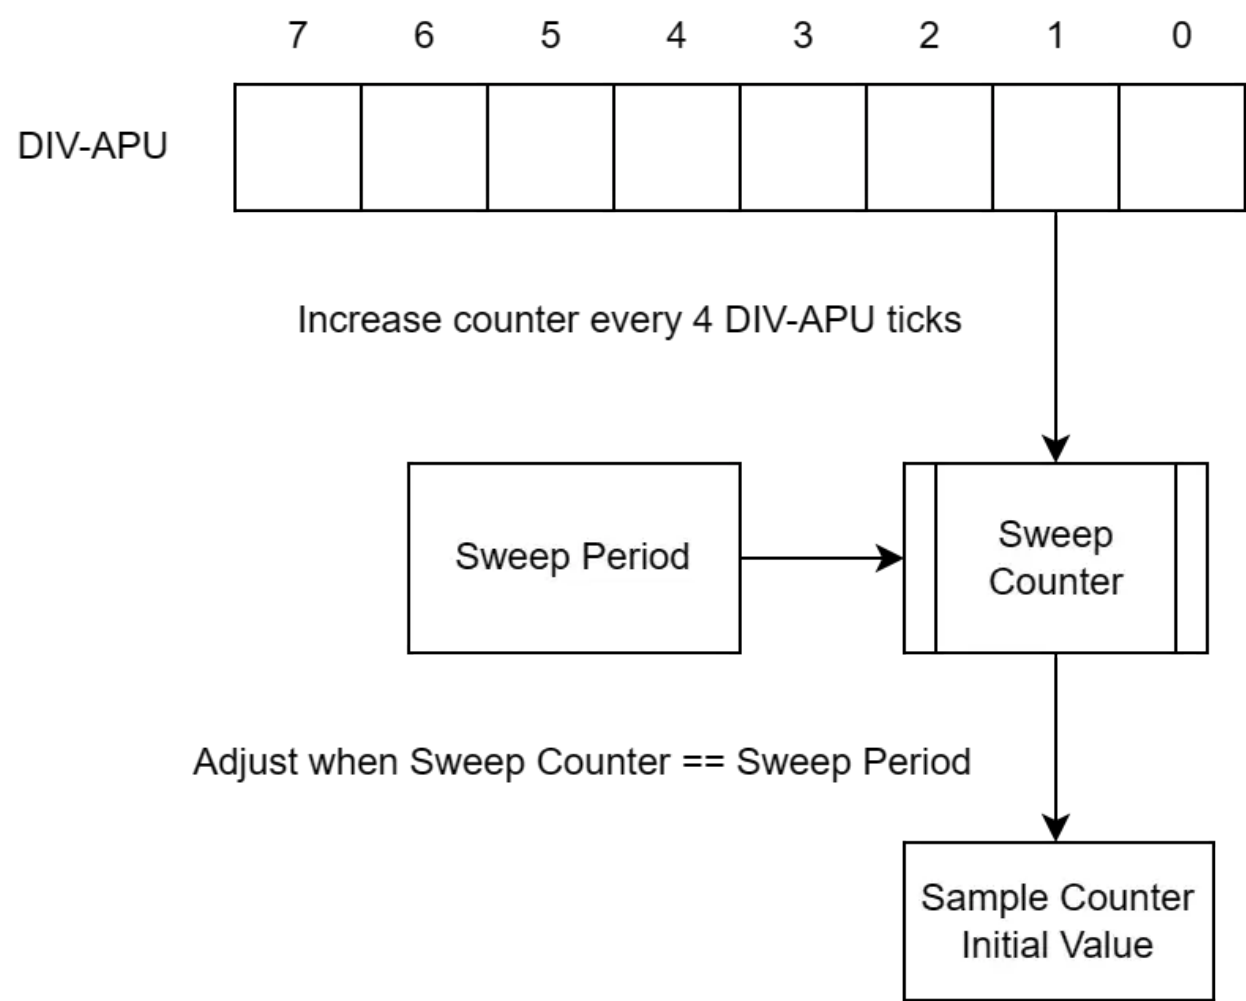 7 6 5 4 3 2 1 0
DIV-APU
Increase counter every 4 DIV-APU ticks
Sweep Period
Sweep
Counter
Adjust when Sweep Counter == Sweep Period
Sample Counter
Initial Value